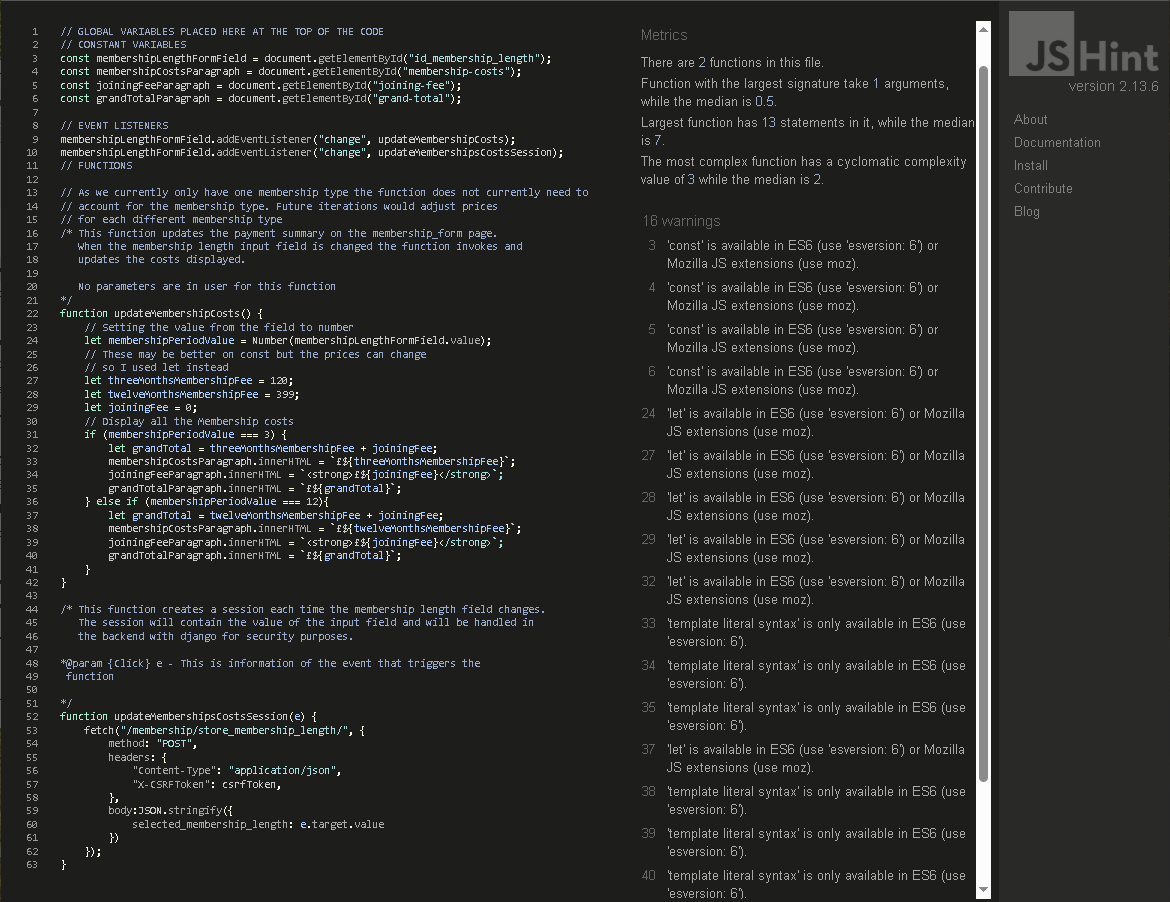 1 // GLOBAL VARIABLES PLACED HERE AT THE TOP OF THE CODE
2 // CONSTANT VARIABLES
3 const membershipLengthFormField = document.getElementById("id_membership_length");
4 const membershipCostsParagraph = document.getElementById("membership-costs");
5 const joiningFeeParagraph = document.getElementById("joining-fee");
6 const grandTotalParagraph = document.getElementById("grand-total");
7
8 // EVENT LISTENERS
9 membershipLengthFormField.addEventListener("change", updateMembershipCosts);
10 membershipLengthFormField.addEventListener("change", updateMembershipsCostsSession);
11 // FUNCTIONS
12
13 // As we currently only have one membership type the function does not currently need to
14 // account for the membership type. Future iterations would adjust prices
15 // for each different membership type
16 /* This function updates the payment summary on the membership_form page.
17 When the membership length input field is changed the function invokes and
18 updates the costs displayed.
19
20 No parameters are in user for this function
21 */
22 function updateMembershipCosts() {
23 // Setting the value from the field to number
24 let membershipPeriodValue = Number(membershipLengthFormField.value);
25 // These may be better on const but the prices can change
26 // so I used let instead
27 let threeMonthsMembershipFee = 120;
28 let twelveMonthsMembershipFee = 399;
29 let joiningFee = 0;
30 // Display all the Membership costs
31 if (membershipPeriodValue === 3) {
32 let grandTotal = threeMonthsMembershipFee + joiningFee;
33 membershipCostsParagraph.innerHTML = `£${threeMonthsMembershipFee}`;
34 joiningFeeParagraph.innerHTML = `<strong>£${joiningFee}</strong>`;
35 grandTotalParagraph.innerHTML = `£${grandTotal}`;
36 } else if (membershipPeriodValue === 12){
37 let grandTotal = twelveMonthsMembershipFee + joiningFee;
38 membershipCostsParagraph.innerHTML = `£${twelveMonthsMembershipFee}`;
39 joiningFeeParagraph.innerHTML = `<strong>£${joiningFee}</strong>`;
40 grandTotalParagraph.innerHTML = `£${grandTotal}`;
41 }
42 }
43
44 /* This function creates a session each time the membership length field changes.
45 The session will contain the value of the input field and will be handled in
46 the backend with django for security purposes.
47
48 *@param {Click} e - This is information of the event that triggers the
49 function
50
51 */
52 function updateMembershipsCostsSession(e) {
53 fetch("/membership/store_membership_length/", {
54 method: "POST",
55 headers: {
56 "Content-Type": "application/json",
57 "X-CSRFToken": csrfToken,
58 },
59 body:JSON.stringify({
60 selected_membership_length: e.target.value
61 })
62 });
63 }
Metrics
There are 2 functions in this file.
Function with the largest signature take 1 arguments,
while the median is 0.5.
Largest function has 13 statements in it, while the median
is 7.
The most complex function has a cyclomatic complexity
value of 3 while the median is 2.
16 warnings
3 'const' is available in ES6 (use 'esversion: 6') or
Mozilla JS extensions (use moz).
4 'const' is available in ES6 (use 'esversion: 6') or
Mozilla JS extensions (use moz).
5 'const' is available in ES6 (use 'esversion: 6') or
Mozilla JS extensions (use moz).
6 'const' is available in ES6 (use 'esversion: 6') or
Mozilla JS extensions (use moz).
24 'let' is available in ES6 (use 'esversion: 6') or Mozilla
JS extensions (use moz).
27 'let' is available in ES6 (use 'esversion: 6') or Mozilla
JS extensions (use moz).
28 'let' is available in ES6 (use 'esversion: 6') or Mozilla
JS extensions (use moz).
29 'let' is available in ES6 (use 'esversion: 6') or Mozilla
JS extensions (use moz).
32 'let' is available in ES6 (use 'esversion: 6') or Mozilla
JS extensions (use moz).
33 'template literal syntax' is only available in ES6 (use
'esversion: 6').
34 'template literal syntax' is only available in ES6 (use
'esversion: 6').
35 'template literal syntax' is only available in ES6 (use
'esversion: 6').
37 'let' is available in ES6 (use 'esversion: 6') or Mozilla
JS extensions (use moz).
38 'template literal syntax' is only available in ES6 (use
'esversion: 6').
39 'template literal syntax' is only available in ES6 (use
'esversion: 6').
40 'template literal syntax' is only available in ES6 (use
'esversion: 6').
JSHint
version 2.13.6
About
Documentation
Install
Contribute
Blog